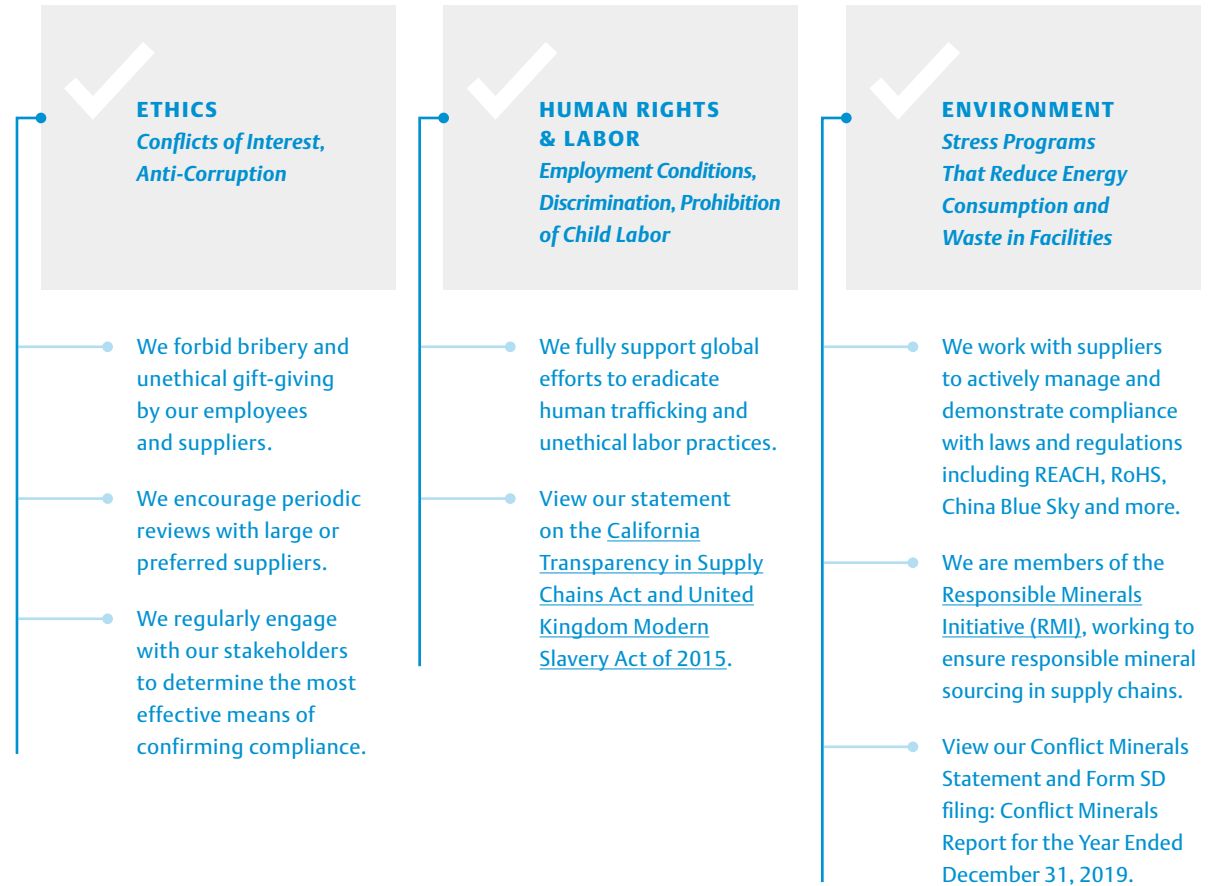 ETHICS
Conflicts of Interest,
Anti-Corruption
We forbid bribery and
unethical gift-giving
by our employees
and suppliers.
We encourage periodic
reviews with large or
preferred suppliers.
We regularly engage
with our stakeholders
to determine the most
effective means of
confirming compliance.
HUMAN RIGHTS
& LABOR
Employment Conditions,
Discrimination, Prohibition
of Child Labor
We fully support global
efforts to eradicate
human trafficking and
unethical labor practices.
View our statement
on the California
Transparency in Supply
Chains Act and United
Kingdom Modern
Slavery Act of 2015.
ENVIRONMENT
Stress Programs
That Reduce Energy
Consumption and
Waste in Facilities
We work with suppliers
to actively manage and
demonstrate compliance
with laws and regulations
including REACH, RoHS,
China Blue Sky and more.
We are members of the
Responsible Minerals
Initiative (RMI), working to
ensure responsible mineral
sourcing in supply chains.
View our Conflict Minerals
Statement and Form SD
filing: Conflict Minerals
Report for the Year Ended
December 31, 2019.